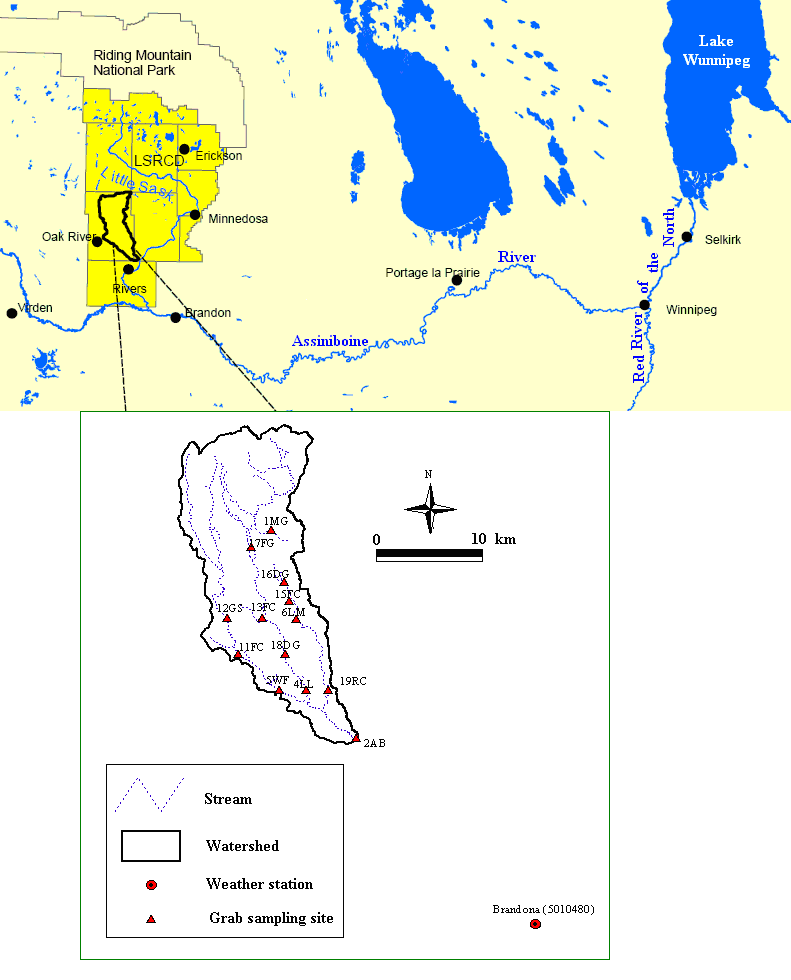 Lake
Wunnipeg
Riding Mountain
National Park
LSRCD
Erickson
Little Sask
Minnedosa
Oak River
Rivers
Virden
Brandon
Portage la Prairie
River
Assiniboine
Red River of the North
Selkirk
Winnipeg
N
0 10 km
1MG
17FG
16DG
15FC
12GS
13FC
6LM
11FC
18DG
5WF
4LL
19RC
2AB
Stream
Watershed
Weather station
Grab sampling site
Brandona (5010480)